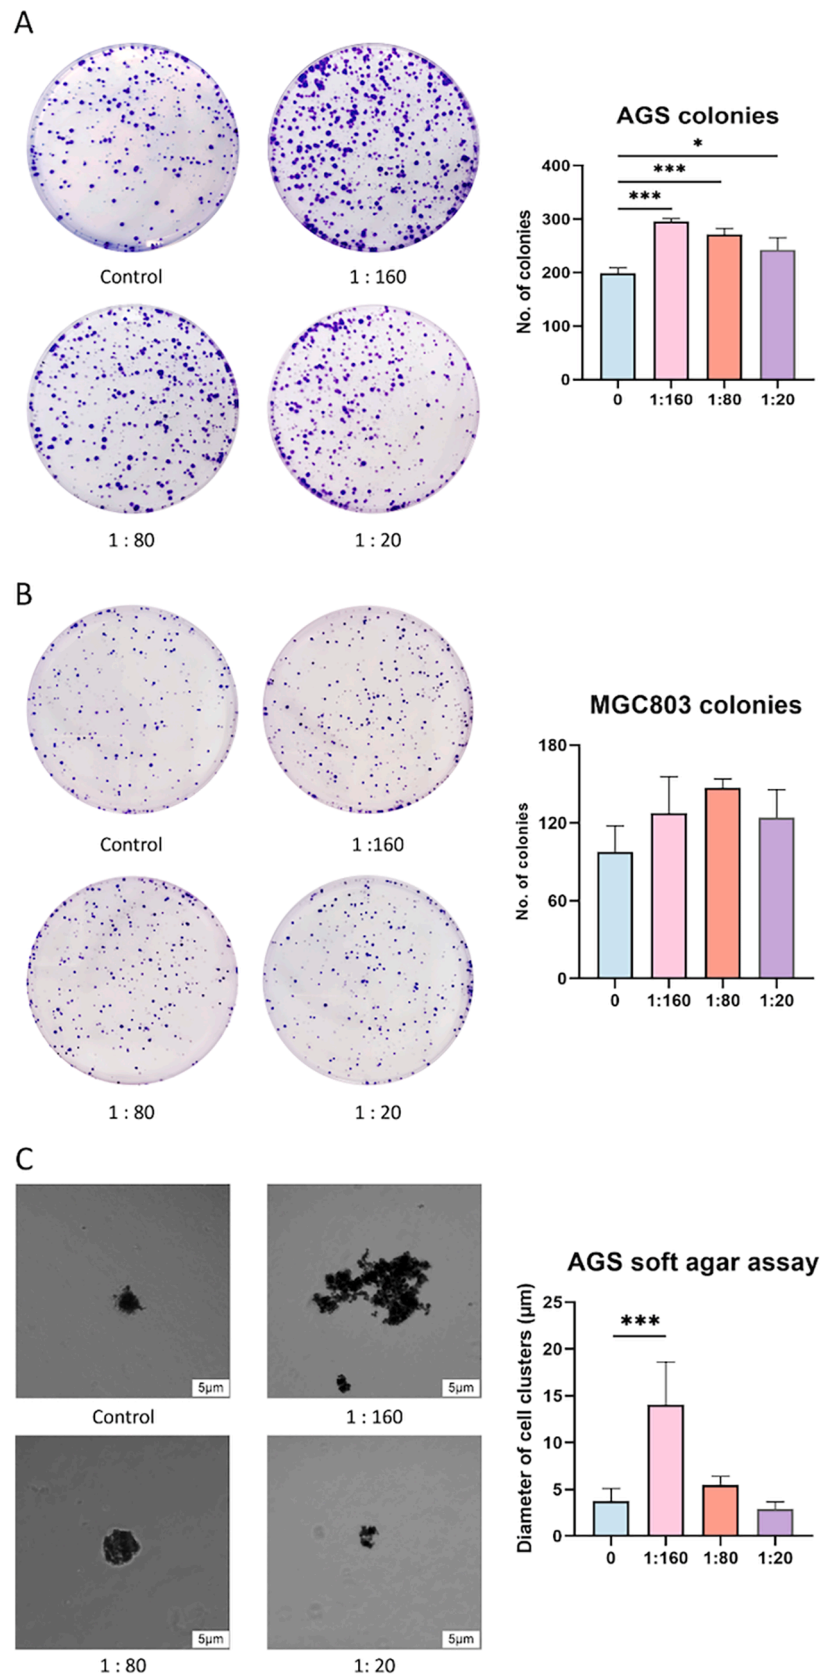 A
Control
1 : 160
1 : 80
1 : 20
AGS colonies
No. of colonies
400
300
200
100
0
*
***
***
0 1:160 1:80 1:20
B
Control
1 :160
1 : 80
1 : 20
MGC803 colonies
No. of colonies
180
120
60
0
0 1:160 1:80 1:20
C
5μm
5μm
Control
1 : 160
5μm
5μm
1 : 80
1: 20
AGS soft agar assay
Diameter of cell clusters (μm)
25
20
15
10
5
0
***
0 1:160 1:80 1:20